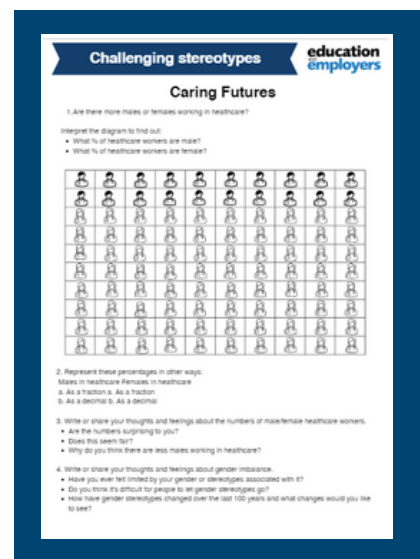 Challenging stereotypes
education
and
employers
Caring Futures
1. Are there more males or females working in healthcare?
Interpret the diagram to find out:
• What % of healthcare workers are male?
• What % of healthcare workers are female?
2. Represent these percentages in other ways:
Males in healthcare Females in healthcare
a. As a fraction a. As a fraction
b. As a decimal b. As a decimal
3. Write or share your thoughts and feelings about the numbers of male/female healthcare workers.
• Are the numbers surprising to you?
• Does this seem fair?
• Why do you think there are less males working in healthcare?
4. Write or share your thoughts and feelings about gender imbalance.
• Have you ever felt limited by your gender or stereotypes associated with it?
• Do you think it's difficult for people to let gender stereotypes go?
• How have gender stereotypes changed over the last 100 years and what changes would you like
to see?